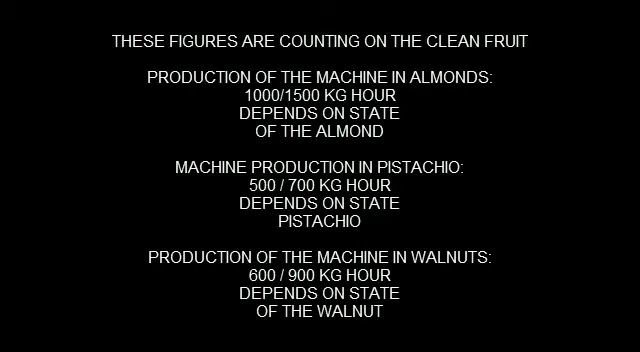 THESE FIGURES ARE COUNTING ON THE CLEAN FRUIT
PRODUCTION OF THE MACHINE IN ALMONDS:
1000/1500 KG HOUR
DEPENDS ON STATE
OF THE ALMOND
MACHINE PRODUCTION IN PISTACHIO:
500 / 700 KG HOUR
DEPENDS ON STATE
PISTACHIO
PRODUCTION OF THE MACHINE IN WALNUTS:
600 / 900 KG HOUR
DEPENDS ON STATE
OF THE WALNUT